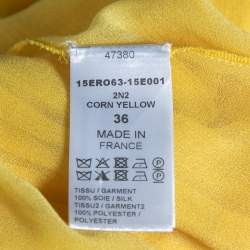 47380
15ERO63-15E001
2N2
CORN YELLOW
36
MADE IN
FRANCE
TISSU / GARMENT
100% SOIE / SILK
TISSU2 / GARMENT2
100% POLYESTER /
POLYESTER